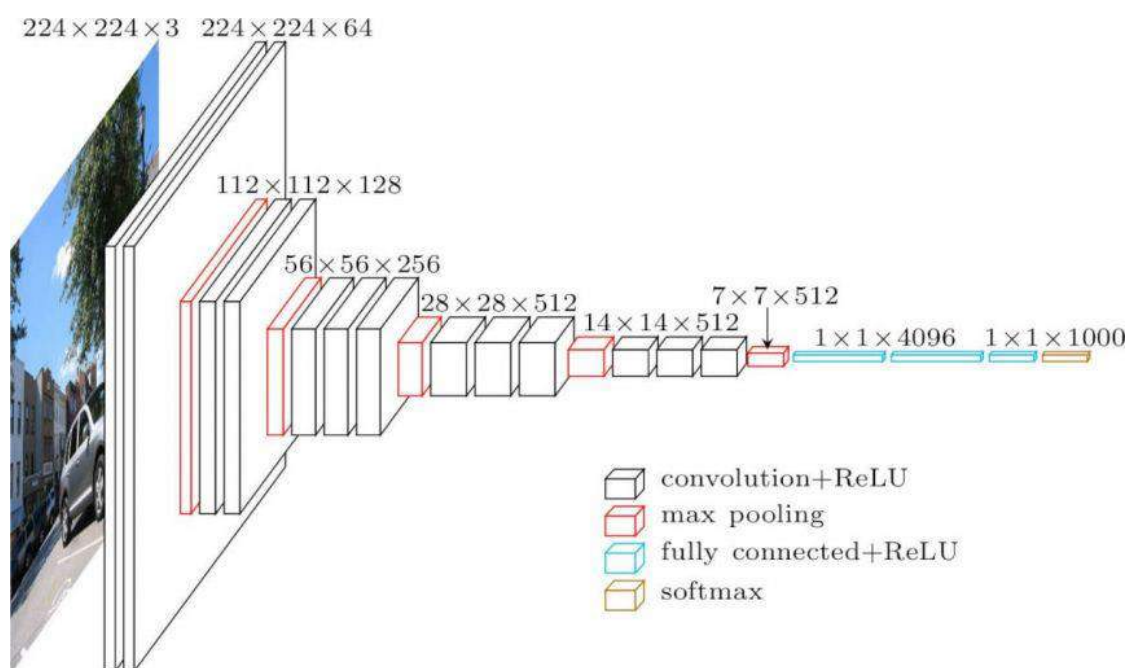 224 × 224 × 3
224 × 224 × 64
112 × 112 × 128
56 × 56 × 256
28 × 28 × 512
14 × 14 × 512
7 × 7 × 512
1 × 1 × 4096
1 × 1 × 1000
convolution+ReLU
max pooling
fully connected+ReLU
softmax